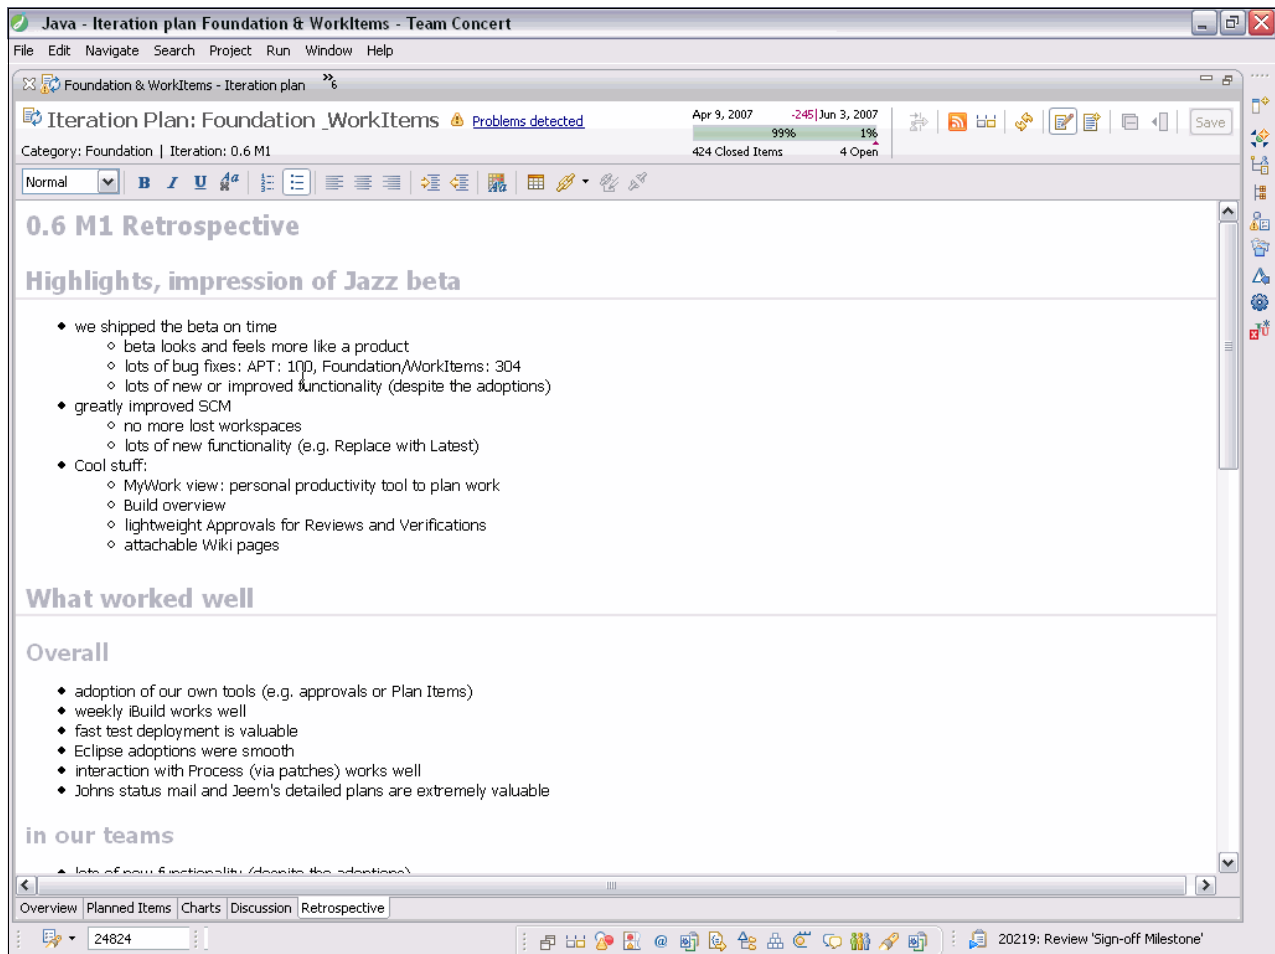 Java - Iteration plan Foundation & WorkItems - Team Concert
File Edit Navigate Search Project Run Window Help
Foundation & WorkItems - Iteration plan »6
Iteration Plan: Foundation _WorkItems Problems detected
Apr 9, 2007 -245 Jun 3, 2007
99% 1%
424 Closed Items 4 Open
Save
Category: Foundation | Iteration: 0.6 M1
Normal B I U
0.6 M1 Retrospective
Highlights, impression of Jazz beta
we shipped the beta on time
beta looks and feels more like a product
lots of bug fixes: APT: 100, Foundation/WorkItems: 304
lots of new or improved functionality (despite the adoptions)
greatly improved SCM
no more lost workspaces
lots of new functionality (e.g. Replace with Latest)
Cool stuff:
MyWork view: personal productivity tool to plan work
Build overview
lightweight Approvals for Reviews and Verifications
attachable Wiki pages
What worked well
Overall
adoption of our own tools (e.g. approvals or Plan Items)
weekly iBuild works well
fast test deployment is valuable
Eclipse adoptions were smooth
interaction with Process (via patches) works well
Johns status mail and Jeem's detailed plans are extremely valuable
in our teams
lots of new functionality (despite the adoptions)
Overview Planned Items Charts Discussion Retrospective
24824
20219: Review 'Sign-off Milestone'